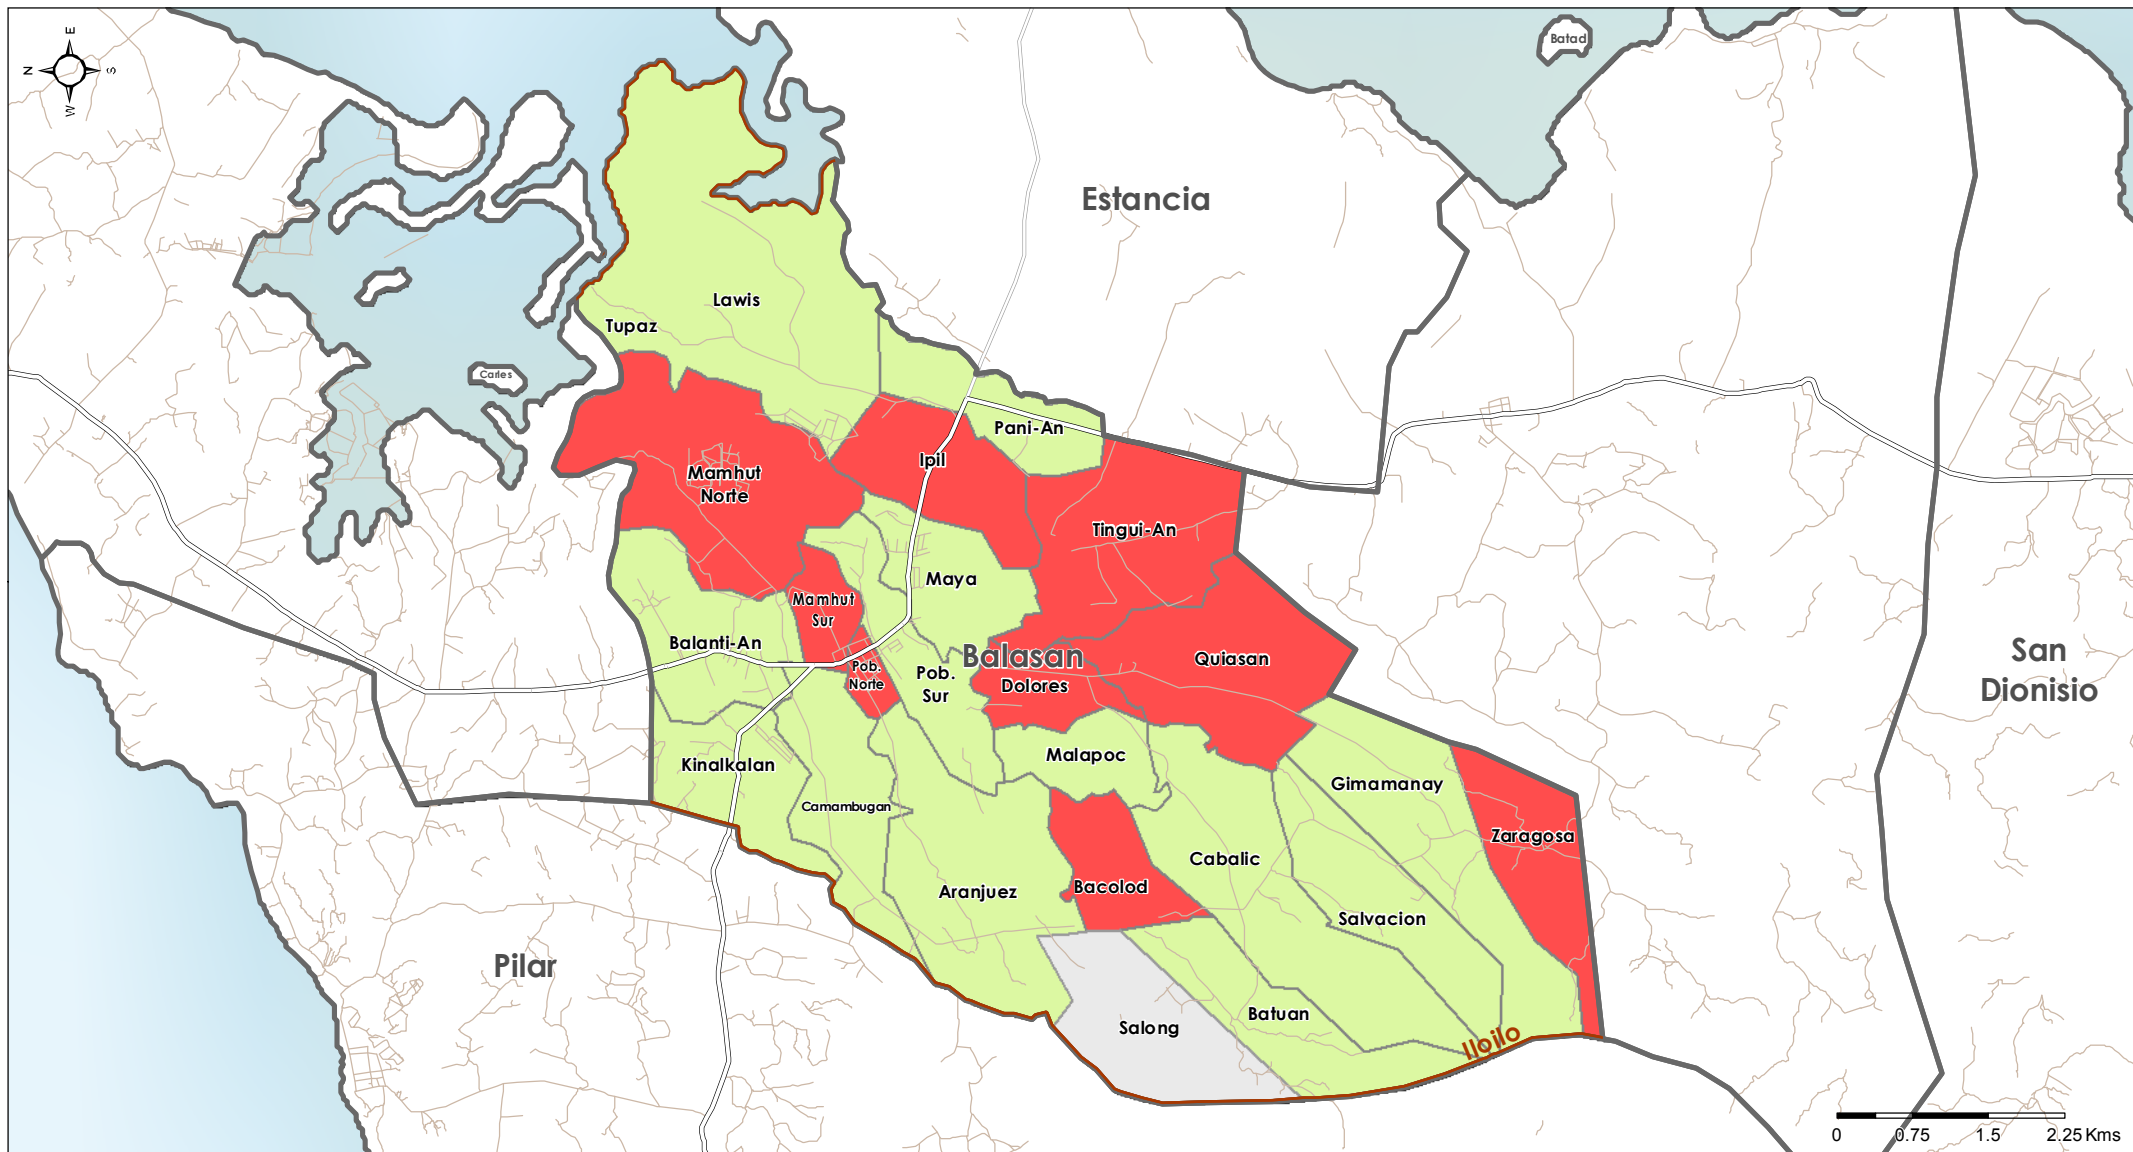 E
N
S
W
Batad
Estancia
Lawis
Tupaz
Carles
Pani-An
Ipil
Mamhut
Norte
Tingui-An
Maya
Mamhut
Sur
Balanti-An
Balasan
Quiasan
Pob.
Norte
Pob.
Sur
Dolores
San
Dionisio
Malapoc
Kinalkalan
Gimamanay
Camambugan
Zaragosa
Cabalic
Bacolod
Aranjuez
Salvacion
Pilar
Batuan
Salong
Iloilo
0 0.75 1.5 2.25 Kms